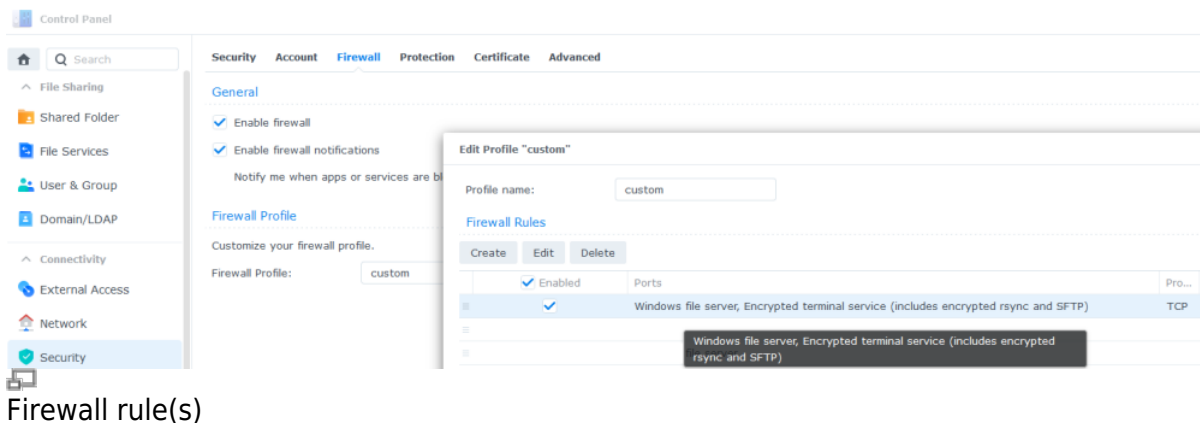 Control Panel
Search
Security Account Firewall Protection Certificate Advanced
File Sharing
General
Shared Folder
Enable firewall
File Services
Enable firewall notifications
Edit Profile "custom"
Notify me when apps or services are bl
User & Group
Profile name: custom
Firewall Profile
Domain/LDAP
Firewall Rules
Customize your firewall profile.
Create Edit Delete
Connectivity
Firewall Profile: custom
Enabled Ports Pro...
External Access
Windows file server, Encrypted terminal service (includes encrypted rsync and SFTP) TCP
Network
Windows file server, Encrypted terminal service (includes encrypted
rsync and SFTP)
Security
Firewall rule(s)